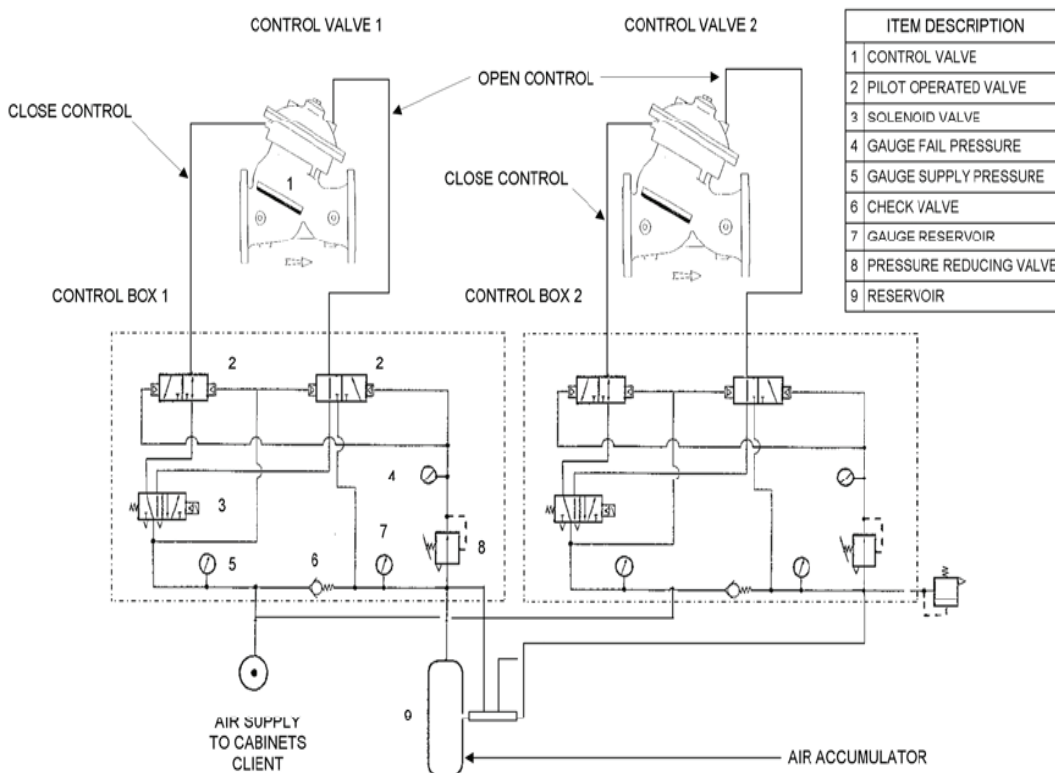 CONTROL VALVE 1
CONTROL VALVE 2
OPEN CONTROL
CLOSE CONTROL
CLOSE CONTROL
1
CONTROL BOX 1
CONTROL BOX 2
2
2
3
4
5
6
7
8
9
AIR SUPPLY
TO CABINETS
CLIENT
AIR ACCUMULATOR
ITEM DESCRIPTION
1 CONTROL VALVE
2 PILOT OPERATED VALVE
3 SOLENOID VALVE
4 GAUGE FAIL PRESSURE
5 GAUGE SUPPLY PRESSURE
6 CHECK VALVE
7 GAUGE RESERVOIR
8 PRESSURE REDUCING VALVE
9 RESERVOIR